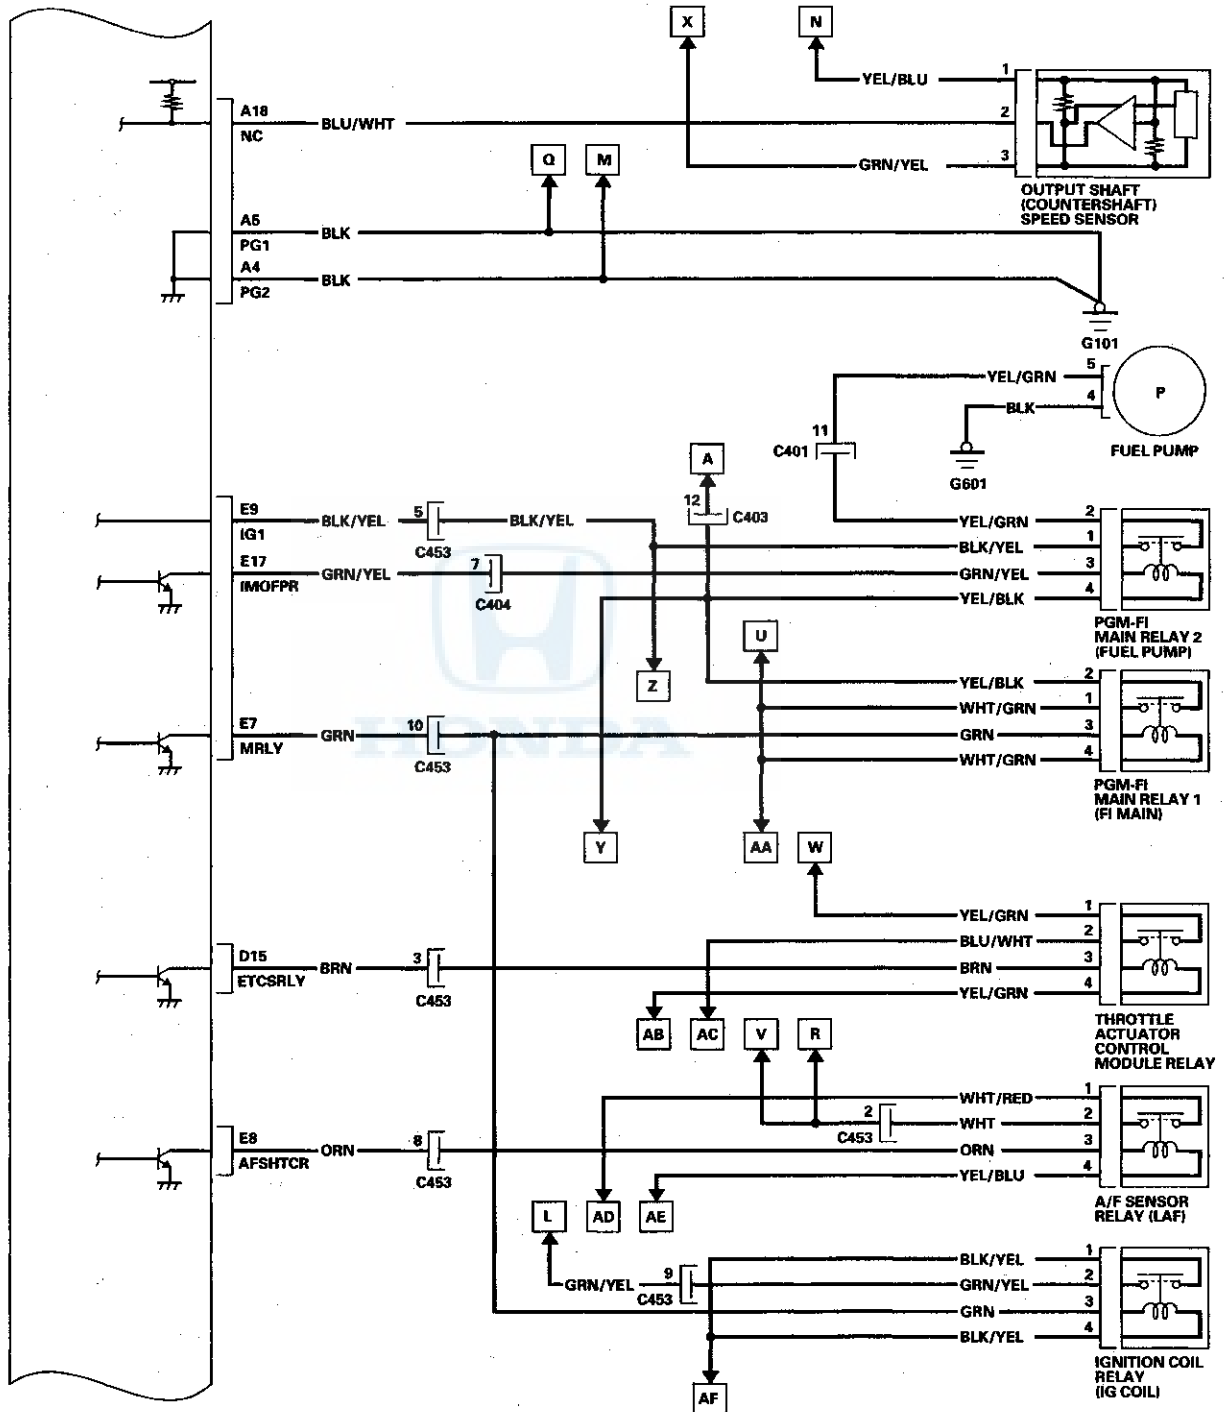 X
N
YEL/BLU
1
A18
NC
BLU/WHT
2
Q
M
GRN/YEL
3
OUTPUT SHAFT
(COUNTERSHAFT)
SPEED SENSOR
A5
PG1
BLK
A4
PG2
BLK
G101
YEL/GRN
5
BLK
4
P
FUEL PUMP
C401
11
G601
A
12
C403
E9
IG1
BLK/YEL
5
C453
BLK/YEL
YEL/GRN
2
BLK/YEL
1
E17
IMOFPR
GRN/YEL
7
C404
GRN/YEL
3
YEL/BLK
4
PGM-FI
MAIN RELAY 2
(FUEL PUMP)
U
Z
YEL/BLK
2
WHT/GRN
1
E7
MRLY
GRN
10
C453
HONDA
GRN
3
WHT/GRN
4
PGM-FI
MAIN RELAY 1
(FI MAIN)
Y
AA
W
YEL/GRN
1
BLU/WHT
2
D15
ETCSRLY
BRN
3
C453
BRN
3
YEL/GRN
4
AB
AC
V
R
THROTTLE
ACTUATOR
CONTROL
MODULE RELAY
WHT/RED
1
2
C453
WHT
2
E8
AFSHTCR
ORN
8
C453
ORN
3
YEL/BLU
4
L
AD
AE
A/F SENSOR
RELAY (LAF)
BLK/YEL
1
GRN/YEL
9
C453
GRN/YEL
2
GRN
3
BLK/YEL
4
AF
IGNITION COIL
RELAY
(IG COIL)